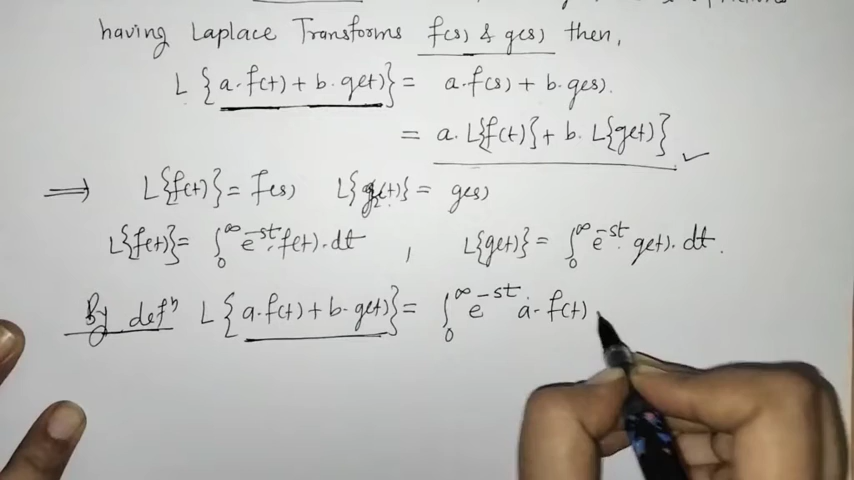 having Laplace Transforms f(s) & g(s) then,
L {a·f(t) + b·g(t)} = a·f(s) + b·g(s).
= a·L{f(t)} + b·L{g(t)} ✓
⟹ L{f(t)} = f(s) L{g(t)} = g(s)
L{f(t)} = ∫₀^∞ e^-st·f(t)·dt , L{g(t)} = ∫₀^∞ e^-st·g(t)·dt.
By defⁿ L {a·f(t) + b·g(t)} = ∫₀^∞ e^-st a·f(t)